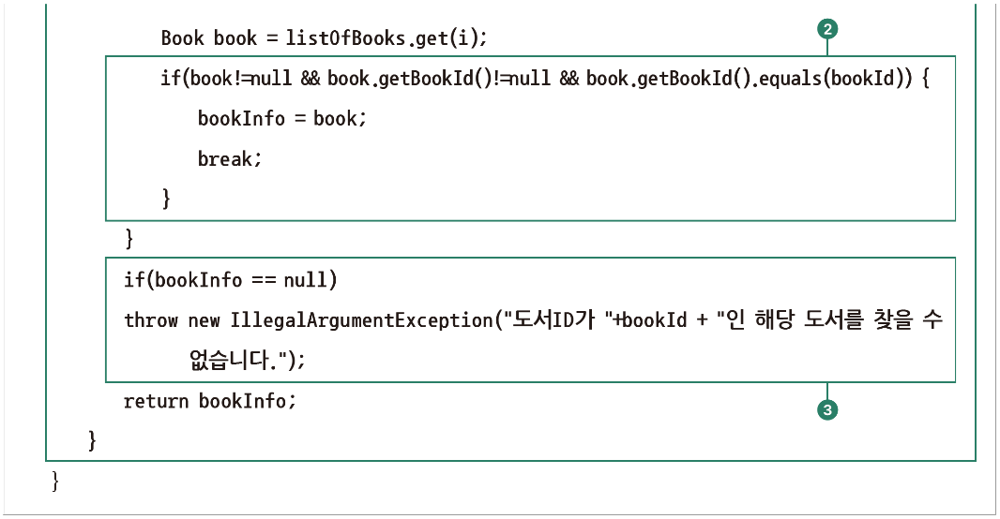 Book book = listOfBooks.get(i);
2
if(book!=null && book.getBookId()!=null && book.getBookId().equals(bookId)) {
bookInfo = book;
break;
}
}
if(bookInfo == null)
throw new IllegalArgumentException("도서ID가 "+bookId + "인 해당 도서를 찾을 수
없습니다.");
return bookInfo;
3
}
}